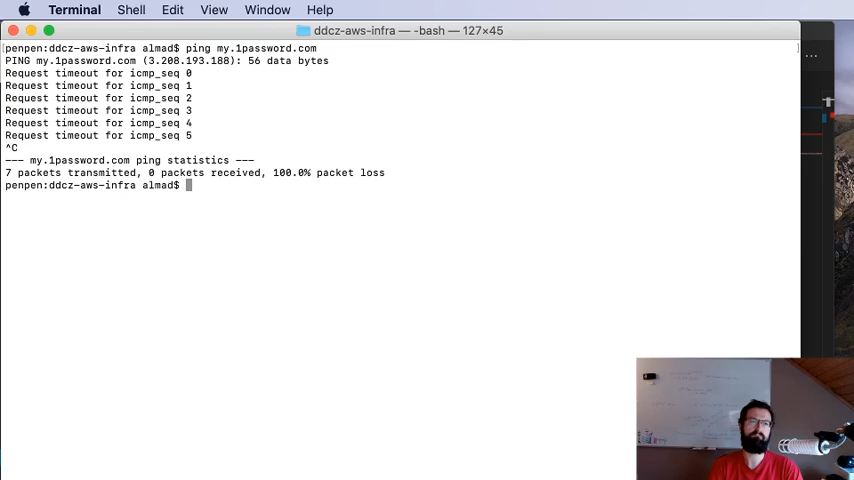 Terminal Shell Edit View Window Help
ddcz-aws-infra — -bash — 127×45
[penpen:ddcz-aws-infra almad$ ping my.1password.com ]
PING my.1password.com (3.208.193.188): 56 data bytes
Request timeout for icmp_seq 0
Request timeout for icmp_seq 1
Request timeout for icmp_seq 2
Request timeout for icmp_seq 3
Request timeout for icmp_seq 4
Request timeout for icmp_seq 5
^C
--- my.1password.com ping statistics ---
7 packets transmitted, 0 packets received, 100.0% packet loss
penpen:ddcz-aws-infra almad$